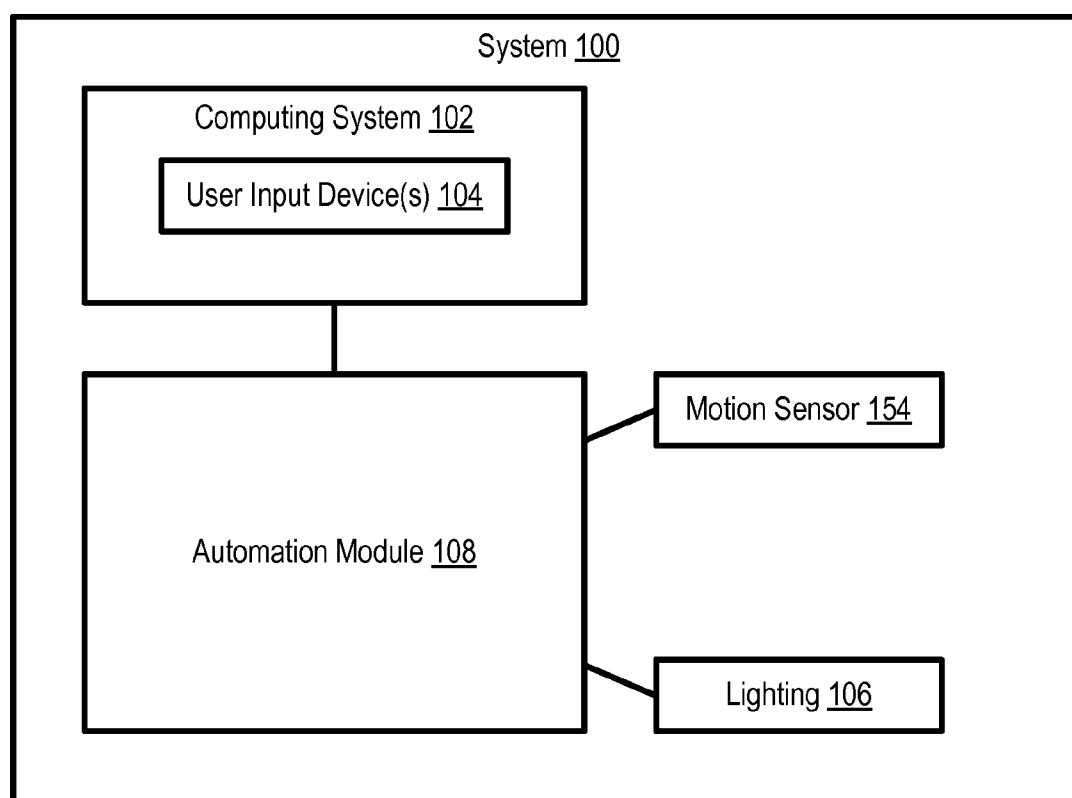 System 100
Computing System 102
User Input Device(s) 104
Motion Sensor 154
Automation Module 108
Lighting 106